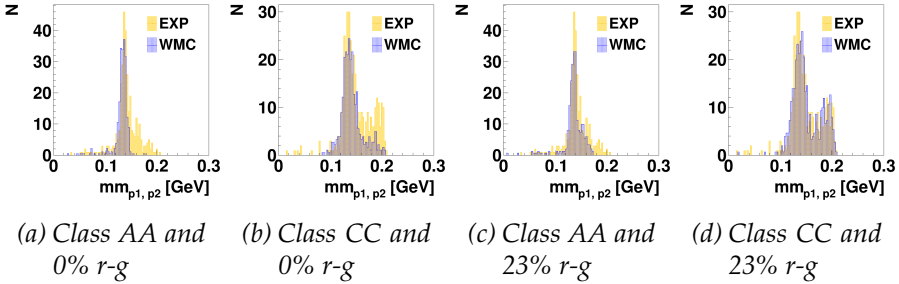 N
40
30
20
10
0
EXP
WMC
0 0.1 0.2 0.3
mm p1, p2 [GeV]
(a) Class AA and
0% r-g
N
30
20
10
0
EXP
WMC
0 0.1 0.2 0.3
mm p1, p2 [GeV]
(b) Class CC and
0% r-g
N
40
30
20
10
0
EXP
WMC
0 0.1 0.2 0.3
mm p1, p2 [GeV]
(c) Class AA and
23% r-g
N
30
20
10
0
EXP
WMC
0 0.1 0.2 0.3
mm p1, p2 [GeV]
(d) Class CC and
23% r-g